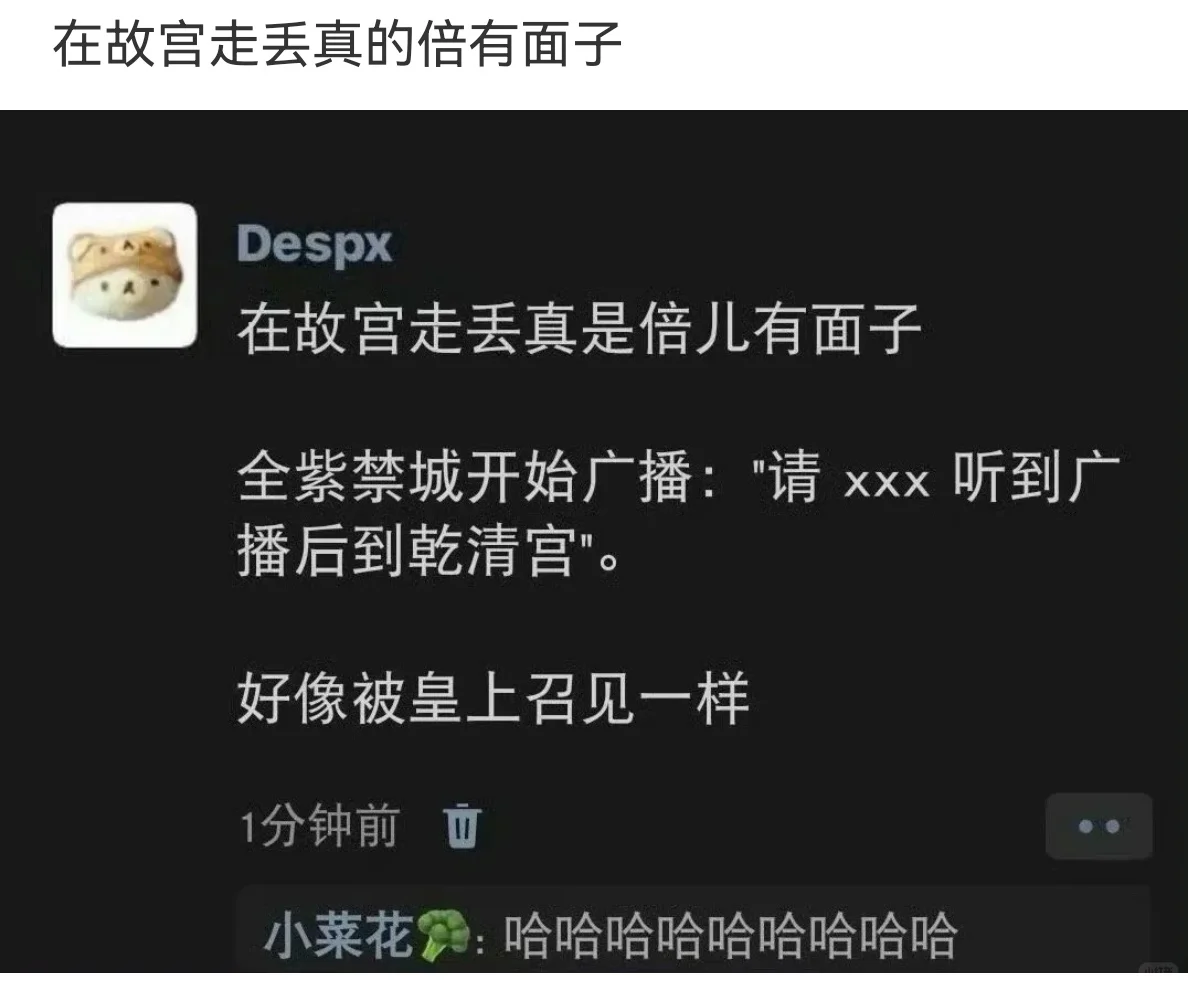 在故宫走丢真的倍有面子
Despx
在故宫走丢真是倍儿有面子
全紫禁城开始广播："请 xxx 听到广
播后到乾清宫"。
好像被皇上召见一样
1分钟前
小菜花🥦: 哈哈哈哈哈哈哈哈哈